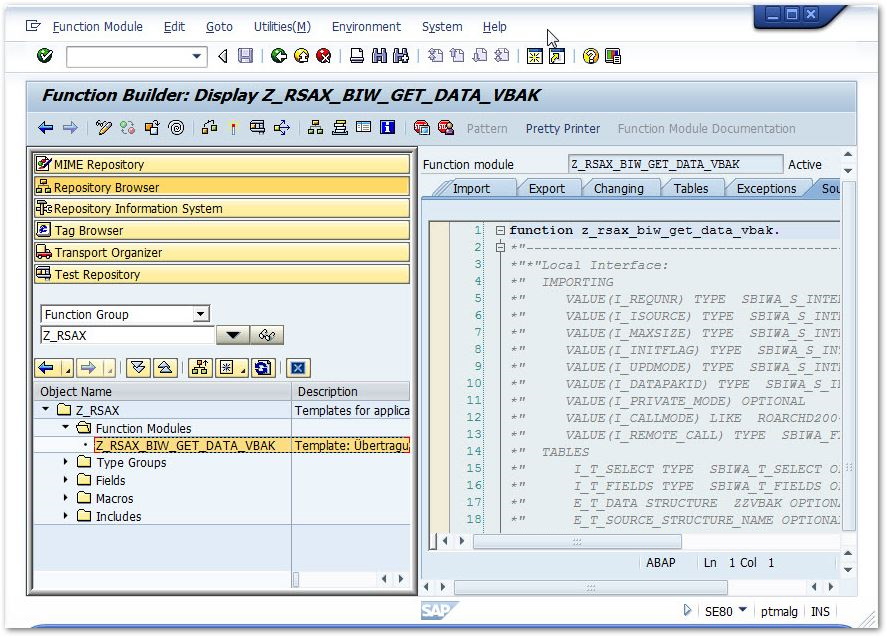 Function Module Edit Goto Utilities(M) Environment System Help
Function Builder: Display Z_RSAX_BIW_GET_DATA_VBAK
Pattern Pretty Printer Function Module Documentation
MIME Repository
Repository Browser
Repository Information System
Tag Browser
Transport Organizer
Test Repository
Function Group
Z_RSAX
Object Name Description
Z_RSAX Templates for applica
Function Modules
Z_RSAX_BIW_GET_DATA_VBAK Template: Übertragu
Type Groups
Fields
Macros
Includes
Function module Z_RSAX_BIW_GET_DATA_VBAK Active
Import Export Changing Tables Exceptions Sou
1 function z_rsax_biw_get_data_vbak.
2 *"----------------------------------------
3 *"*"Local Interface:
4 *" IMPORTING
5 *" VALUE(I_REQUNR) TYPE SBIWA_S_INTE
6 *" VALUE(I_ISOURCE) TYPE SBIWA_S_INT
7 *" VALUE(I_MAXSIZE) TYPE SBIWA_S_INT
8 *" VALUE(I_INITFLAG) TYPE SBIWA_S_IN
9 *" VALUE(I_UPDMODE) TYPE SBIWA_S_INT
10 *" VALUE(I_DATAPAKID) TYPE SBIWA_S_I
11 *" VALUE(I_PRIVATE_MODE) OPTIONAL
12 *" VALUE(I_CALLMODE) LIKE ROARCHD200-
13 *" VALUE(I_REMOTE_CALL) TYPE SBIWA_F
14 *" TABLES
15 *" I_T_SELECT TYPE SBIWA_T_SELECT O
16 *" I_T_FIELDS TYPE SBIWA_T_FIELDS O
17 *" E_T_DATA STRUCTURE ZZVBAK OPTIONA
18 *" E_T_SOURCE_STRUCTURE_NAME OPTIONA
ABAP Ln 1 Col 1
SAP
SE80 ptmalg INS